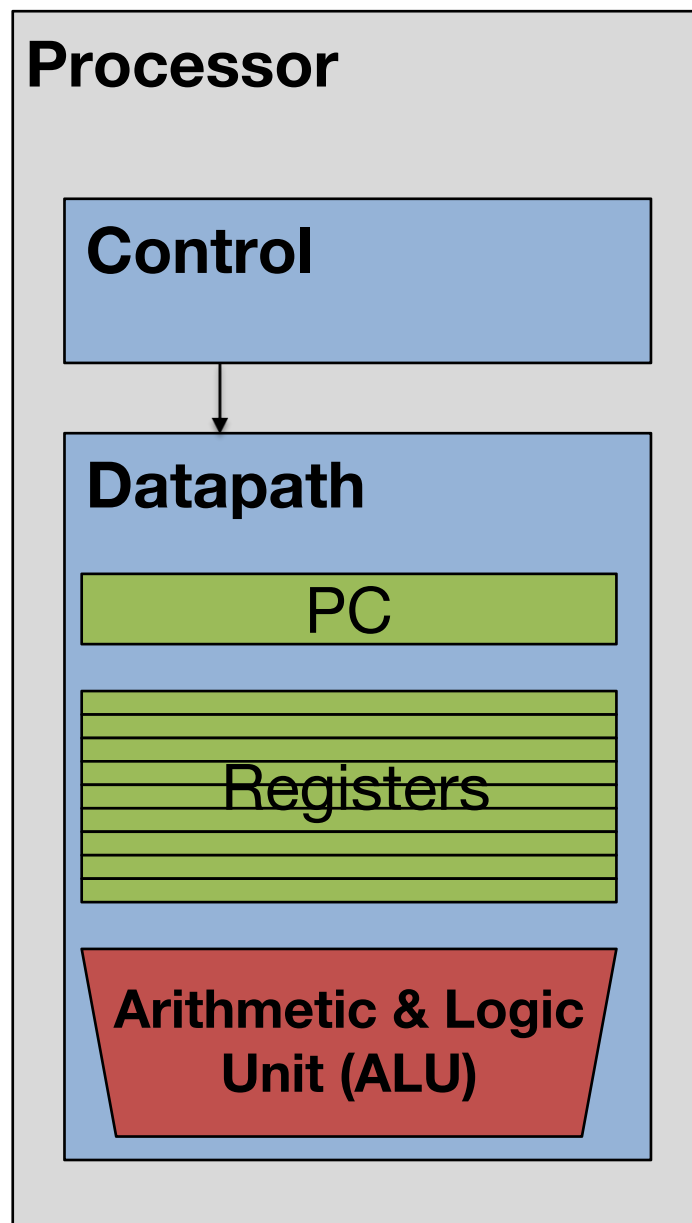 Processor
Control
Datapath
PC
Registers
Arithmetic & Logic
Unit (ALU)